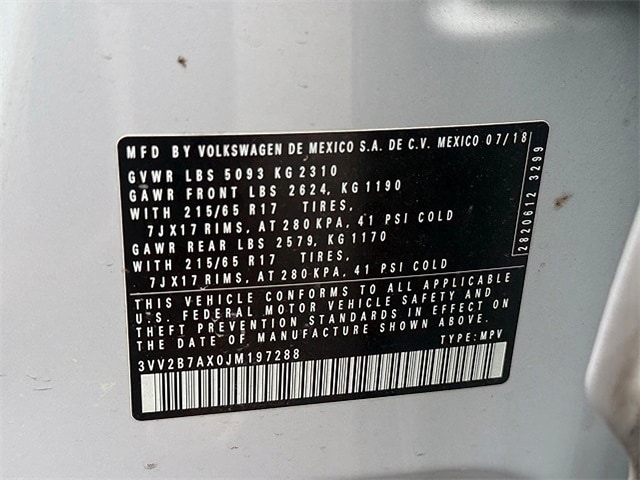 MFD BY VOLKSWAGEN DE MEXICO S.A. DE C.V. MEXICO 07/18
GVWR LBS 5093 KG 2310
GAWR FRONT LBS 2624, KG 1190
WITH 215/65 R17 TIRES,
7JX17 RIMS, AT 280 KPA, 41 PSI COLD
GAWR REAR LBS 2579, KG 1170
WITH 215/65 R17 TIRES,
7JX17 RIMS, AT 280 KPA, 41 PSI COLD
2820612 3299
THIS VEHICLE CONFORMS TO ALL APPLICABLE
U.S. FEDERAL MOTOR VEHICLE SAFETY AND
THEFT PREVENTION STANDARDS IN EFFECT ON
THE DATE OF MANUFACTURE SHOWN ABOVE.
3VV2B7AX0JM197288 TYPE: MPV